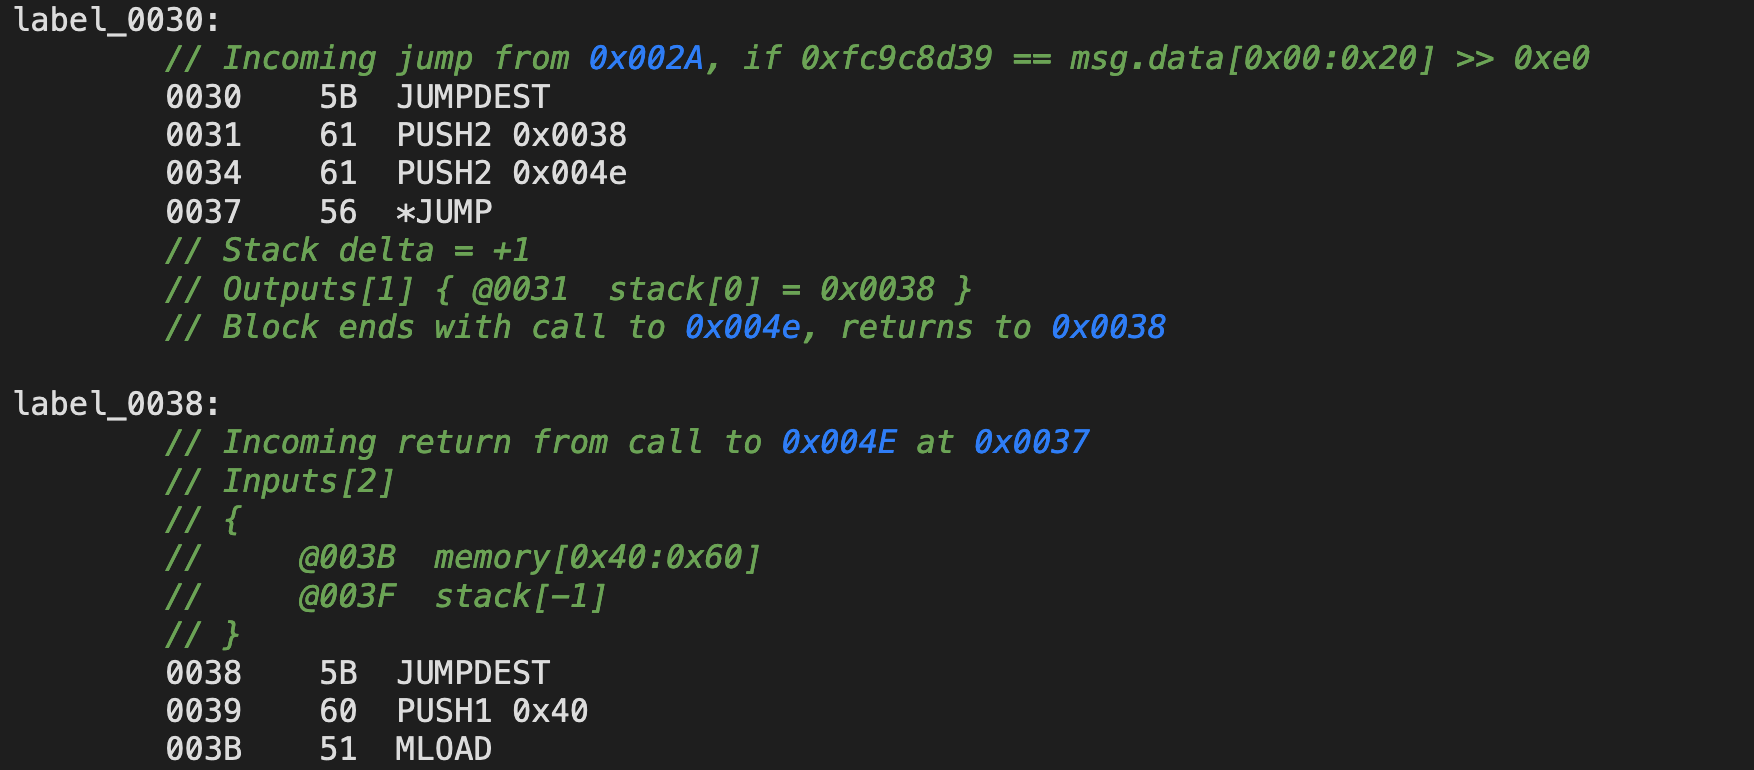 label_0030:
// Incoming jump from 0x002A, if 0xfc9c8d39 == msg.data[0x00:0x20] >> 0xe0
0030    5B  JUMPDEST
0031    61  PUSH2 0x0038
0034    61  PUSH2 0x004e
0037    56  *JUMP
// Stack delta = +1
// Outputs[1] { @0031  stack[0] = 0x0038 }
// Block ends with call to 0x004e, returns to 0x0038
label_0038:
// Incoming return from call to 0x004E at 0x0037
// Inputs[2]
// {
//     @003B  memory[0x40:0x60]
//     @003F  stack[-1]
// }
0038    5B  JUMPDEST
0039    60  PUSH1 0x40
003B    51  MLOAD